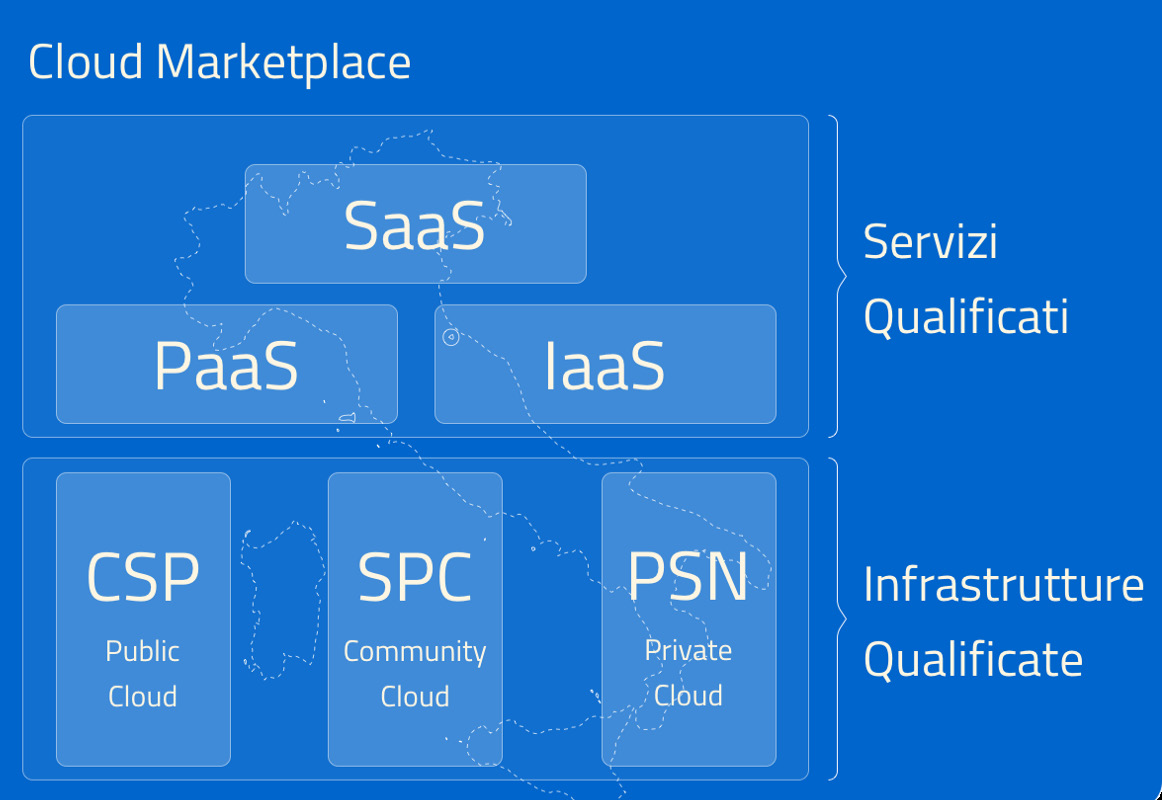 Cloud Marketplace
SaaS
PaaS
IaaS
Servizi
Qualificati
CSP
Public
Cloud
SPC
Community
Cloud
PSN
Private
Cloud
Infrastrutture
Qualificate